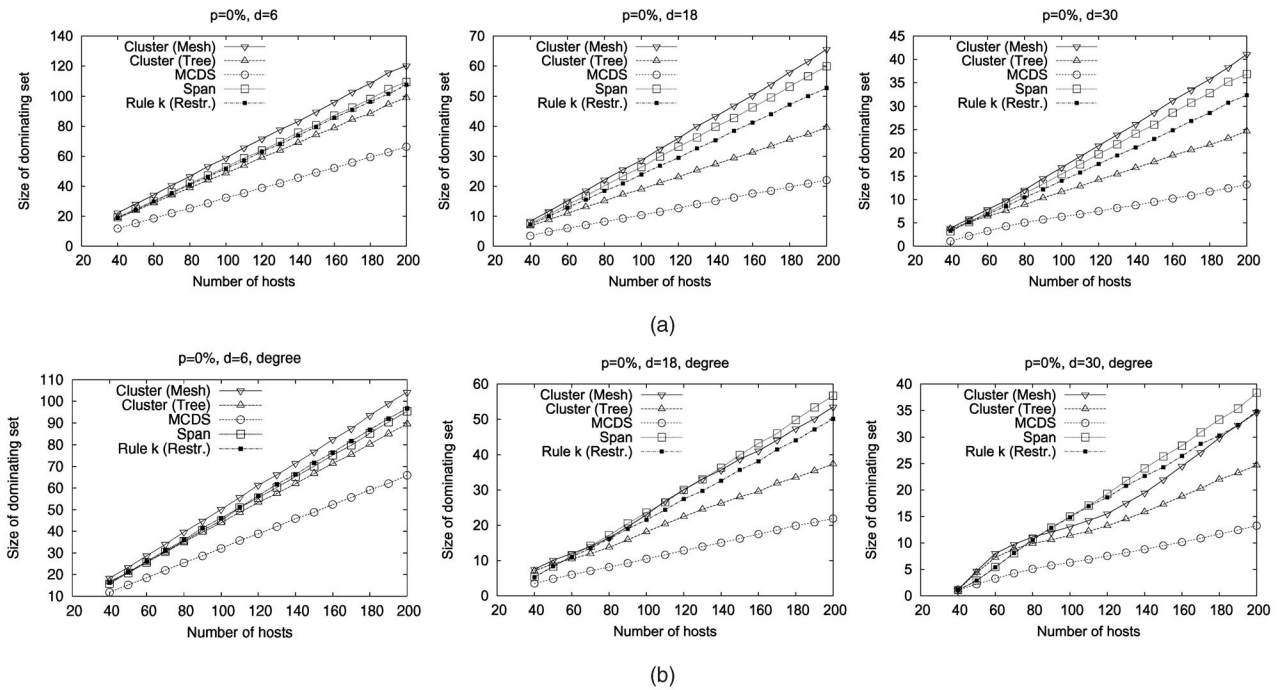 p=0%, d=6
Size of dominating set
140
120
100
80
60
40
20
0
Cluster (Mesh)
Cluster (Tree)
MCDS
Span
Rule k (Restr.)
20 40 60 80 100 120 140 160 180 200
Number of hosts
p=0%, d=18
Size of dominating set
70
60
50
40
30
20
10
0
Cluster (Mesh)
Cluster (Tree)
MCDS
Span
Rule k (Restr.)
20 40 60 80 100 120 140 160 180 200
Number of hosts
p=0%, d=30
Size of dominating set
45
40
35
30
25
20
15
10
5
0
Cluster (Mesh)
Cluster (Tree)
MCDS
Span
Rule k (Restr.)
20 40 60 80 100 120 140 160 180 200
Number of hosts
(a)
p=0%, d=6, degree
Size of dominating set
110
100
90
80
70
60
50
40
30
20
10
Cluster (Mesh)
Cluster (Tree)
MCDS
Span
Rule k (Restr.)
20 40 60 80 100 120 140 160 180 200
Number of hosts
p=0%, d=18, degree
Size of dominating set
60
50
40
30
20
10
0
Cluster (Mesh)
Cluster (Tree)
MCDS
Span
Rule k (Restr.)
20 40 60 80 100 120 140 160 180 200
Number of hosts
p=0%, d=30, degree
Size of dominating set
40
35
30
25
20
15
10
5
0
Cluster (Mesh)
Cluster (Tree)
MCDS
Span
Rule k (Restr.)
20 40 60 80 100 120 140 160 180 200
Number of hosts
(b)